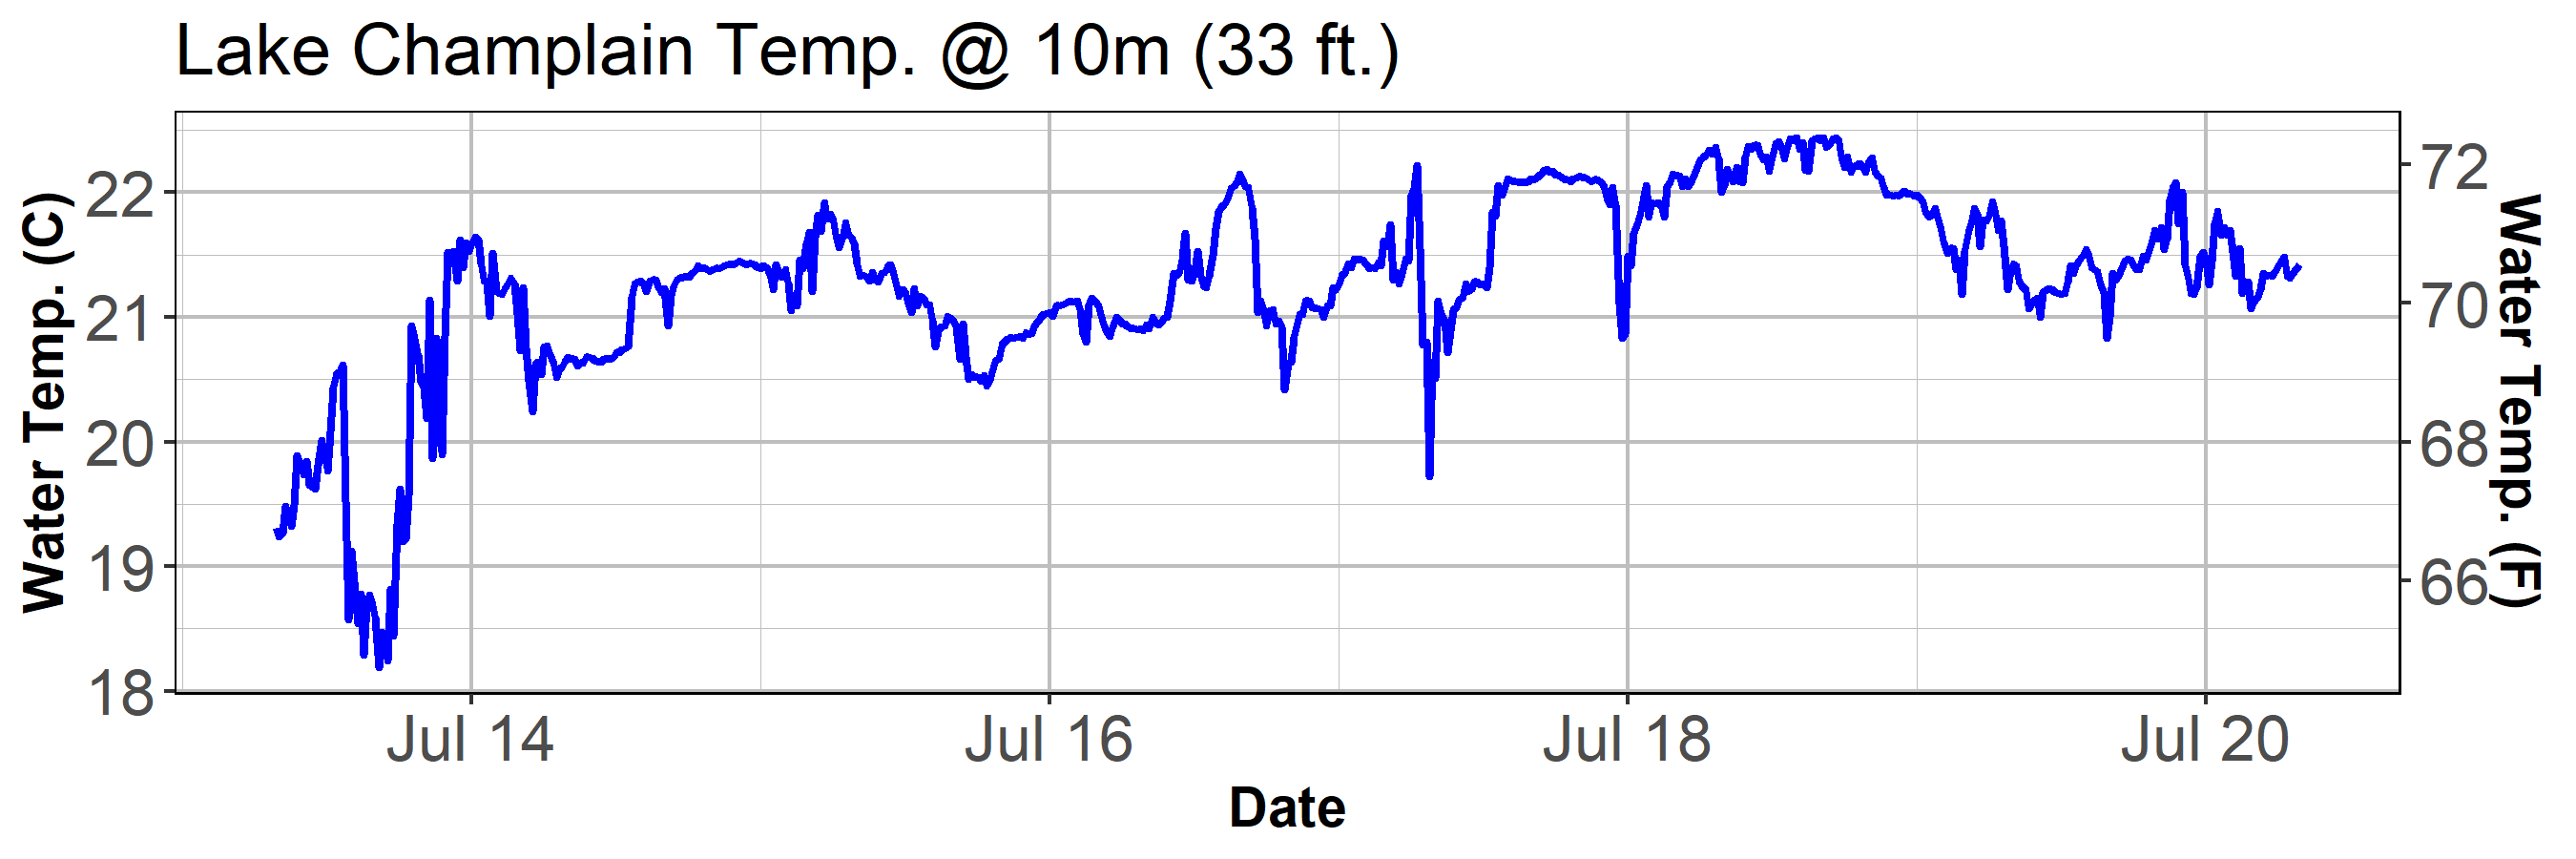 Lake Champlain Temp. @ 10m (33 ft.)
Water Temp. (C)
22
21
20
19
18
72
70
68
66
Water Temp. (F)
Jul 14
Jul 16
Jul 18
Jul 20
Date